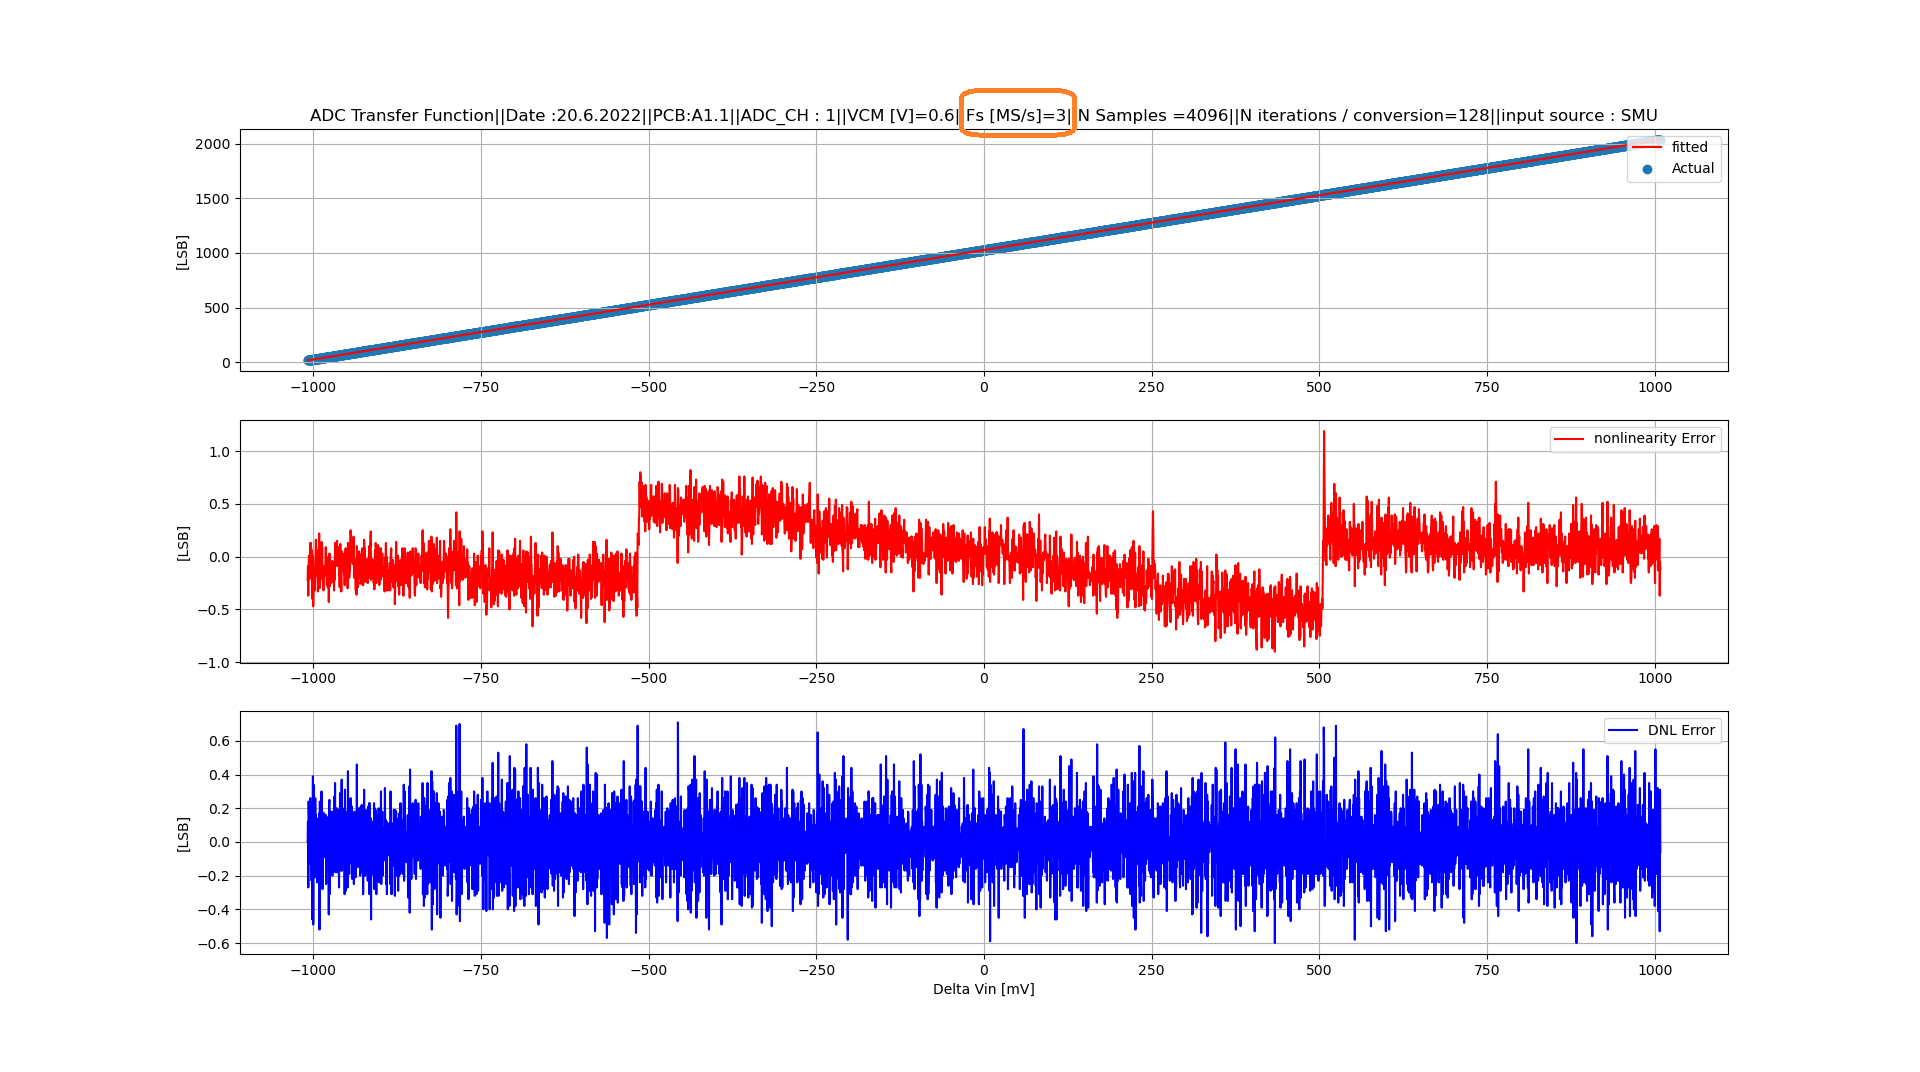 ADC Transfer Function||Date :20.6.2022||PCB:A1.1||ADC_CH : 1||VCM [V]=0.6||Fs [MS/s]=3||N Samples =4096||N iterations / conversion=128||input source : SMU
[LSB]
2000
1500
1000
500
0
fitted
Actual
−1000 −750 −500 −250 0 250 500 750 1000
[LSB]
1.0
0.5
0.0
−0.5
−1.0
nonlinearity Error
−1000 −750 −500 −250 0 250 500 750 1000
[LSB]
0.6
0.4
0.2
0.0
−0.2
−0.4
−0.6
DNL Error
−1000 −750 −500 −250 0 250 500 750 1000
Delta Vin [mV]